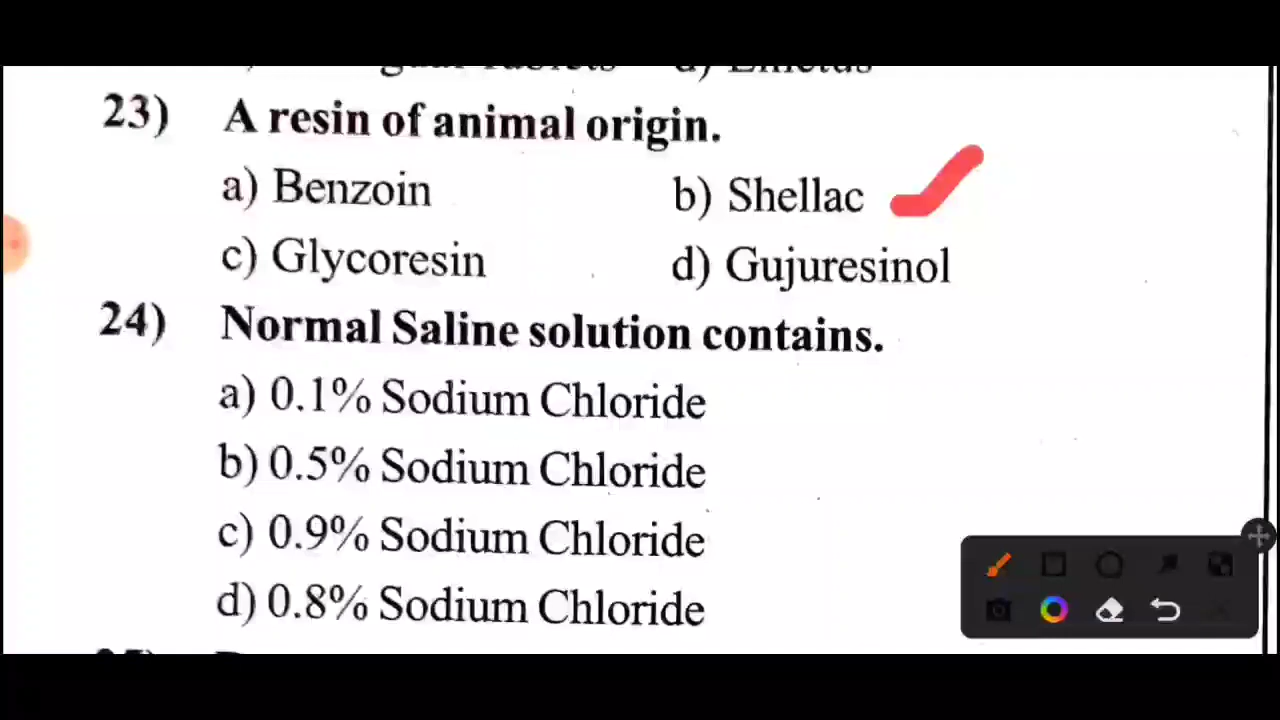 23) A resin of animal origin.
a) Benzoin b) Shellac
c) Glycoresin d) Gujuresinol
24) Normal Saline solution contains.
a) 0.1% Sodium Chloride
b) 0.5% Sodium Chloride
c) 0.9% Sodium Chloride
d) 0.8% Sodium Chloride